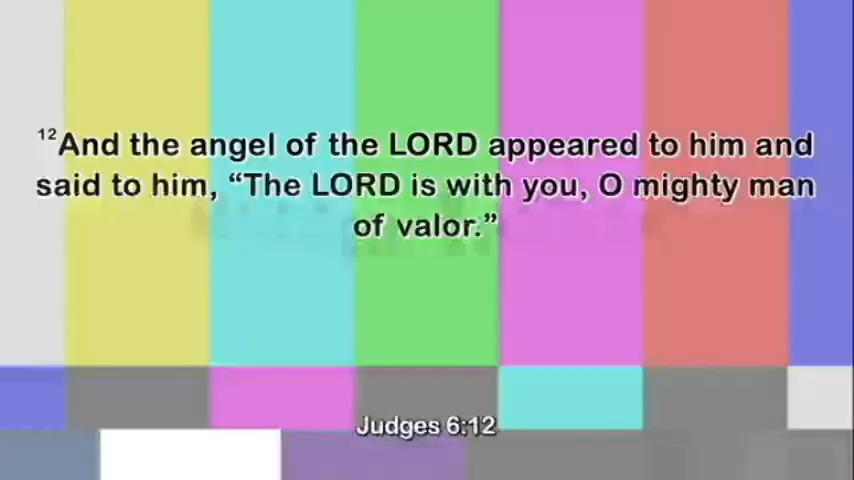 12And the angel of the LORD appeared to him and
said to him, “The LORD is with you, O mighty man
of valor.”
Judges 6:12